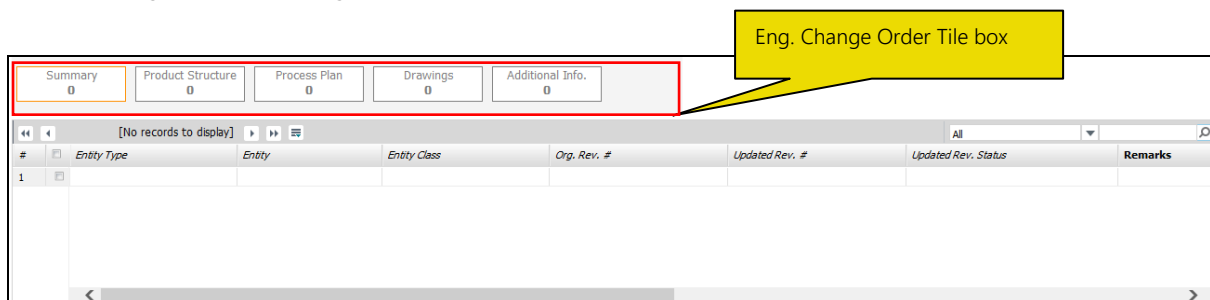 Eng. Change Order Tile box
Summary Product Structure Process Plan Drawings Additional Info.
0 0 0 0 0
[No records to display] All
# Entity Type Entity Entity Class Org. Rev. # Updated Rev. # Updated Rev. Status Remarks
1